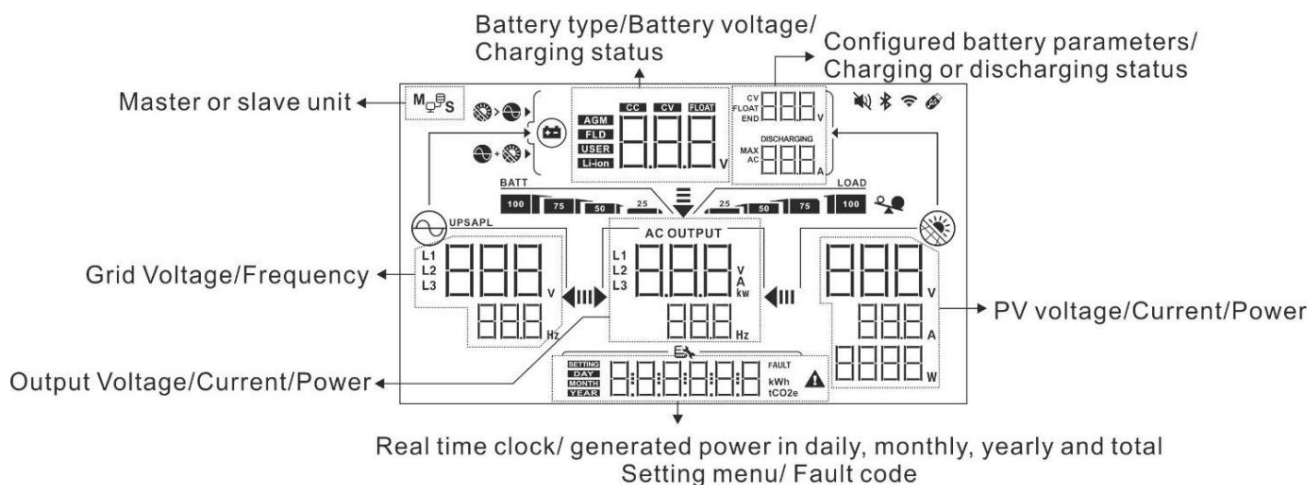 Battery type/Battery voltage/
Charging status
Configured battery parameters/
Charging or discharging status
Master or slave unit
M S
CC CV FLOAT
AGM
FLD
USER
Li-ion
V
CV
FLOAT
END
V
DISCHARGING
MAX
AC
A
BATT
LOAD
100 75 50 25
25 50 75 100
UPSAPL
L1
L2
L3
V
Hz
AC OUTPUT
L1
L2
L3
V
A
kw
Hz
V
A
W
Grid Voltage/Frequency
PV voltage/Current/Power
Output Voltage/Current/Power
SETTING
DAY
MONTH
YEAR
FAULT
kWh
tCO2e
Real time clock/ generated power in daily, monthly, yearly and total
Setting menu/ Fault code